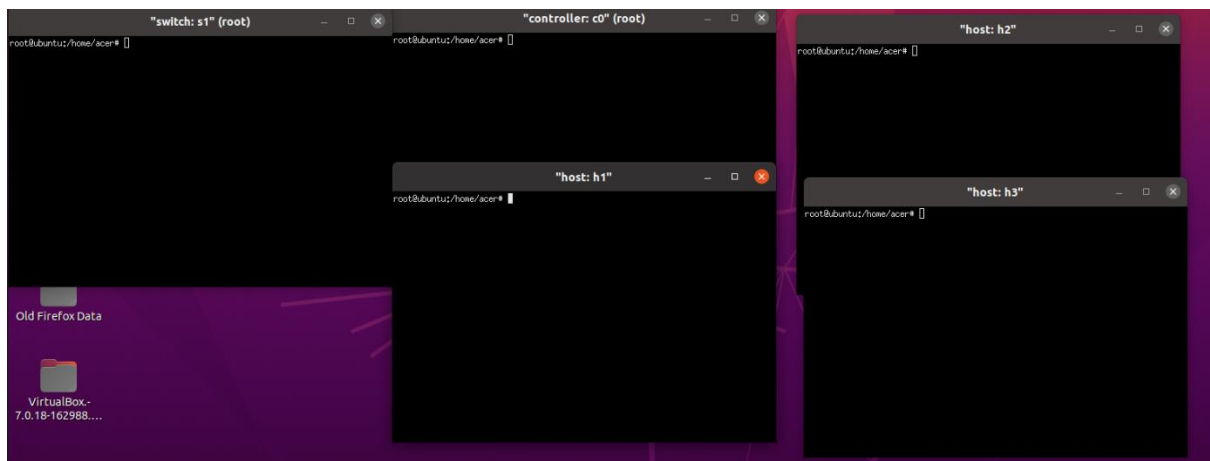 "switch: s1" (root)
root@ubuntu:/home/acer#
"controller: c0" (root)
root@ubuntu:/home/acer#
"host: h2"
root@ubuntu:/home/acer#
"host: h1"
root@ubuntu:/home/acer#
"host: h3"
root@ubuntu:/home/acer#
Old Firefox Data
VirtualBox.-
7.0.18-162988....